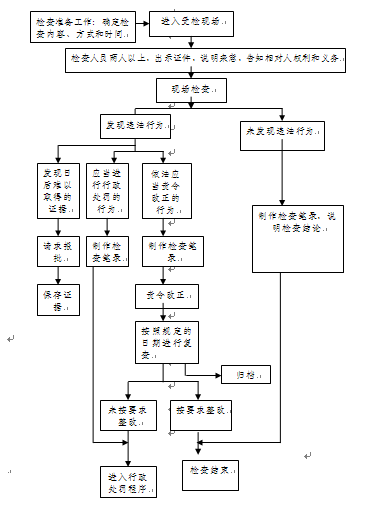 检查准备工作：确定检
查内容、方式和时间。
进入受检现场。
检查人员两人以上，出示证件，说明来意，告知相对人权利和义务
现场检查。
发现违法行为。
未发现违法行为。
发现日
后难以
取得的
证据。
应当进
行行政
处罚的
行为。
依法应
当责令
改正的
行为。
制作检查笔录，说
明检查结论。
请求报
批。
制作检
查笔录。
制作检查笔
录。
保存证
据。
责令改正。
按照规定的
日期进行复
查。
归档。
未按要求
整改。
按要求整改。
进入行政
处罚程序。
检查结束。